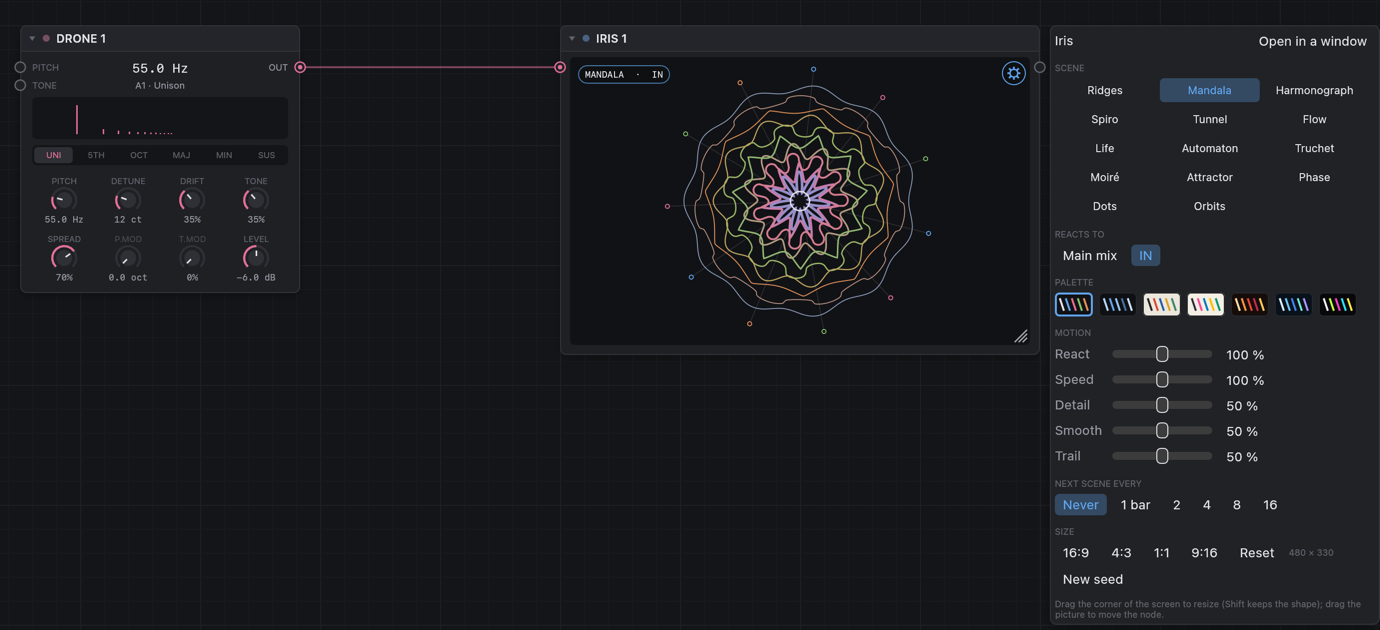 DRONE 1
PITCH
55.0 Hz
OUT
TONE
A1 · Unison
UNI 5TH OCT MAJ MIN SUS
PITCH DETUNE DRIFT TONE
55.0 Hz 12 ct 35% 35%
SPREAD P.MOD T.MOD LEVEL
70% 0.0 oct 0% −6.0 dB
IRIS 1
MANDALA · IN
Iris
Open in a window
SCENE
Ridges Mandala Harmonograph
Spiro Tunnel Flow
Life Automaton Truchet
Moiré Attractor Phase
Dots Orbits
REACTS TO
Main mix IN
PALETTE
MOTION
React 100 %
Speed 100 %
Detail 50 %
Smooth 50 %
Trail 50 %
NEXT SCENE EVERY
Never 1 bar 2 4 8 16
SIZE
16:9 4:3 1:1 9:16 Reset 480 × 330
New seed
Drag the corner of the screen to resize (Shift keeps the shape); drag the
picture to move the node.